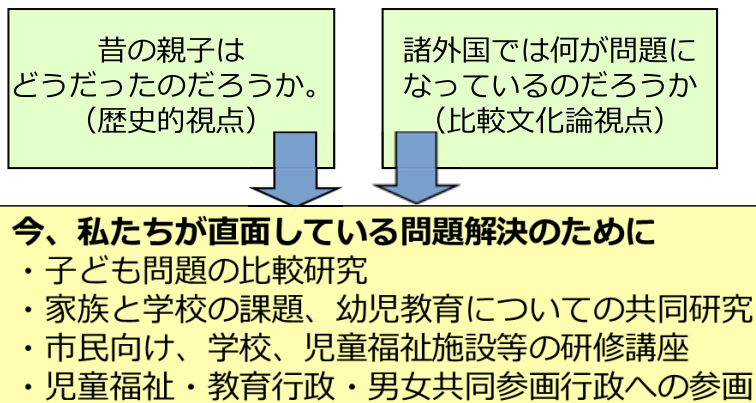 昔の親子は
どうだったのだろうか。
（歴史的視点）
諸外国では何が問題に
なっているのだろうか
（比較文化論視点）
今、私たちが直面している問題解決のために
・子ども問題の比較研究
・家族と学校の課題、幼児教育についての共同研究
・市民向け、学校、児童福祉施設等の研修講座
・児童福祉・教育行政・男女共同参画行政への参画